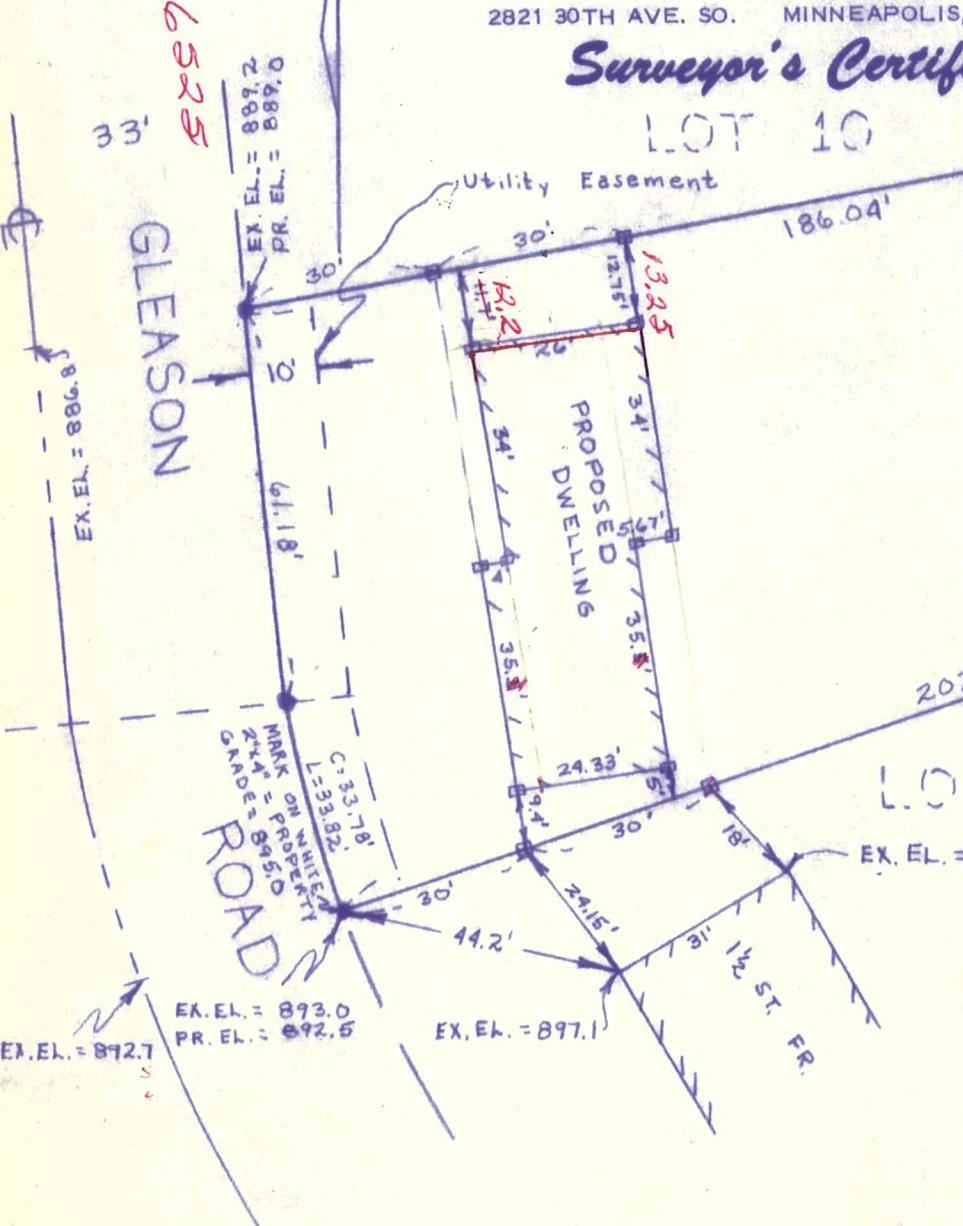 2821 30TH AVE. SO. MINNEAPOLIS,
Surveyor's Certif
6525
33'
LOT 10
EX. EL. = 889.2
PR. EL. = 889.0
Utility Easement
186.04'
30'
30'
GLEASON
12.75'
13.25
12.2
26'
10'
EX. EL. = 886.8
34'
34'
PROPOSED
DWELLING
61.18'
5.67'
4
35.
35.
207
24.33'
5'
9.4'
C=33.78'
L=33.82'
MARK ON WHITE
2"x4" = PROPERTY
GRADE = 895.0
ROAD
LO
30'
18'
30'
EX. EL. =
24.15'
44.2'
31'
1½ ST. FR.
EX. EL. = 893.0
PR. EL. = 892.5
EX. EL. = 897.1
EX. EL. = 892.7